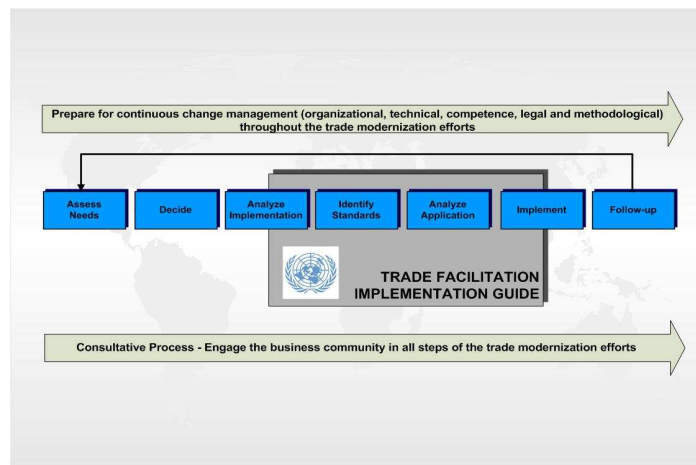 Prepare for continuous change management (organizational, technical, competence, legal and methodological)
throughout the trade modernization efforts
Assess
Needs
Decide
Analyze
Implementation
Identify
Standards
Analyze
Application
Implement
Follow-up
TRADE FACILITATION
IMPLEMENTATION GUIDE
Consultative Process - Engage the business community in all steps of the trade modernization efforts